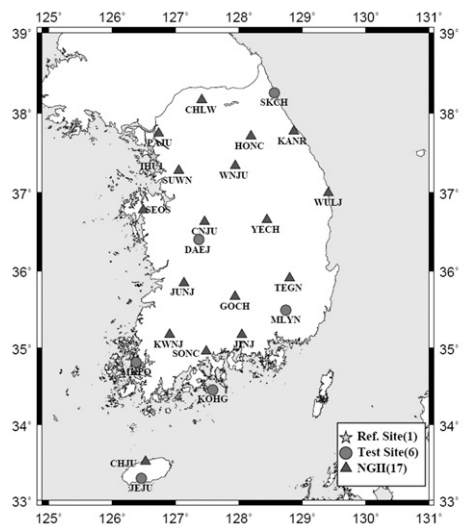 125° 126° 127° 128° 129° 130° 131°
39° 39°
CHLW
SKCH
38° 38°
PAJU
HONC
KANR
SUWN
WNJU
37° 37°
WULJ
SEOS
CNJU
YECH
DAEJ
36° 36°
JUNJ
TEGN
GOCH
MLYN
KWNJ
SONC
JINJ
35° 35°
KOHG
34° 34°
CHJU
JEJU
33° 33°
125° 126° 127° 128° 129° 130° 131°
Ref. Site(1)
Test Site(6)
NGII(17)